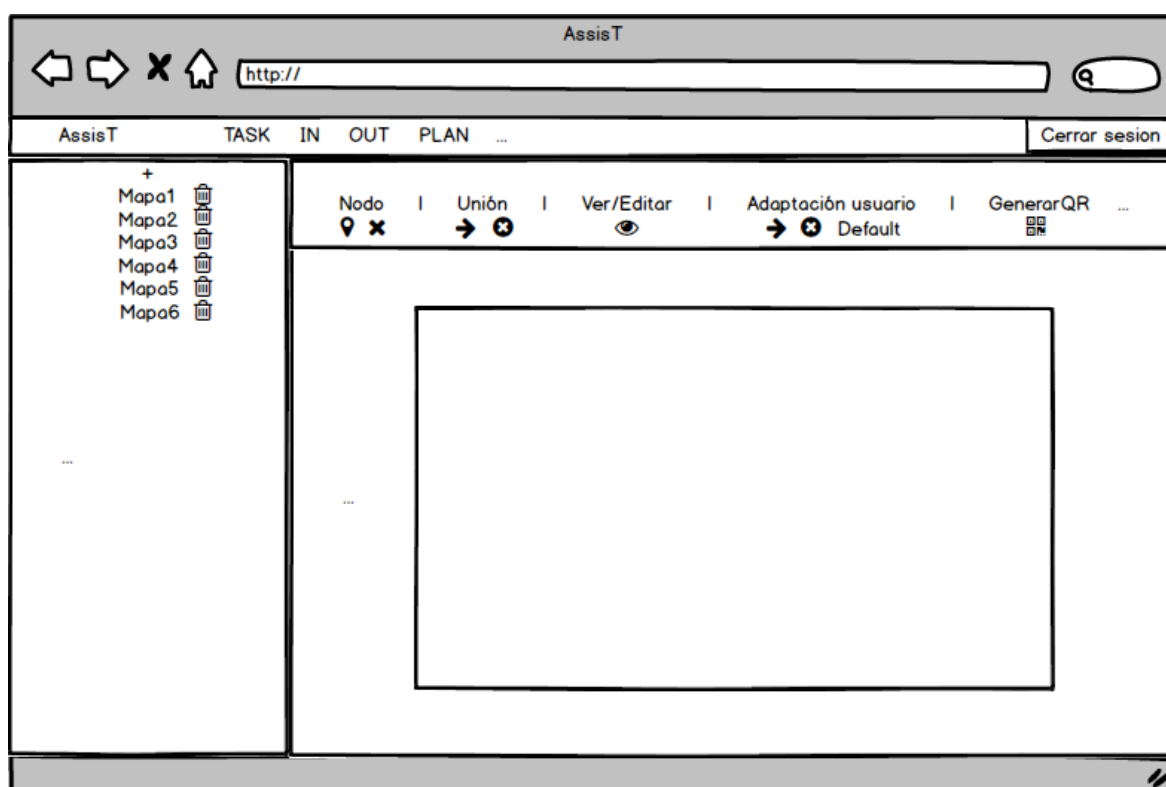 AssisT
http://
AssisT TASK IN OUT PLAN ... Cerrar sesion
+
Mapa1
Mapa2
Mapa3
Mapa4
Mapa5
Mapa6
...
Nodo | Unión | Ver/Editar | Adaptación usuario | GenerarQR ...
Default
...